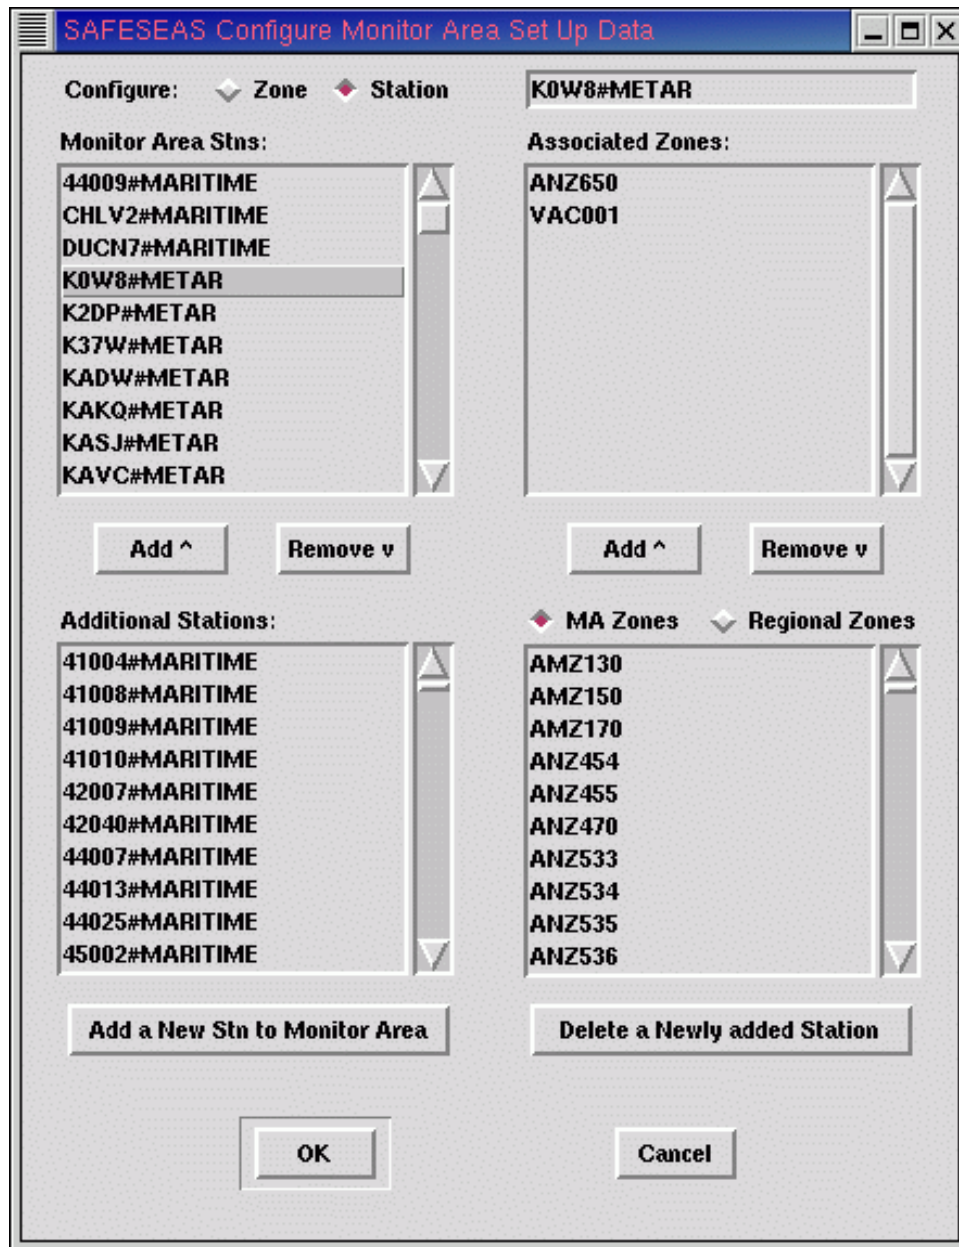 SAFESEAS Configure Monitor Area Set Up Data
Configure: Zone Station
K0W8#METAR
Monitor Area Stns:
44009#MARITIME
CHLV2#MARITIME
DUCN7#MARITIME
K0W8#METAR
K2DP#METAR
K37W#METAR
KADW#METAR
KAKQ#METAR
KASJ#METAR
KAVC#METAR
Add ^ Remove v
Associated Zones:
ANZ650
VAC001
Add ^ Remove v
Additional Stations:
41004#MARITIME
41008#MARITIME
41009#MARITIME
41010#MARITIME
42007#MARITIME
42040#MARITIME
44007#MARITIME
44013#MARITIME
44025#MARITIME
45002#MARITIME
MA Zones Regional Zones
AMZ130
AMZ150
AMZ170
ANZ454
ANZ455
ANZ470
ANZ533
ANZ534
ANZ535
ANZ536
Add a New Stn to Monitor Area
Delete a Newly added Station
OK
Cancel